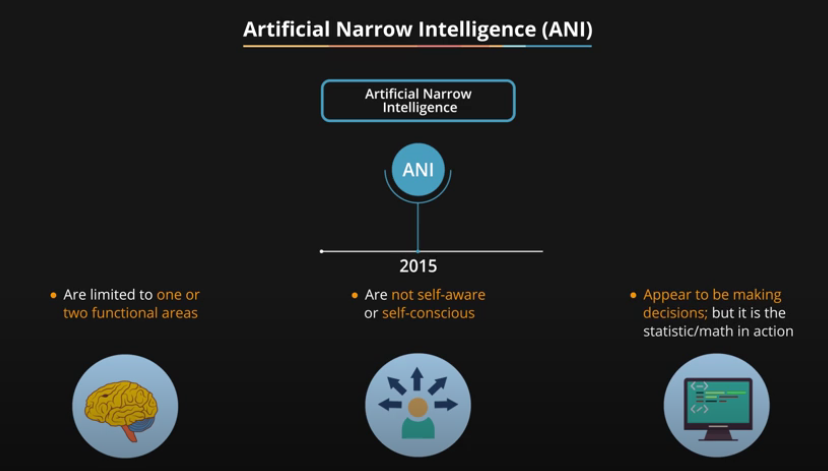 Artificial Narrow Intelligence (ANI)
Artificial Narrow
Intelligence
ANI
2015
• Are limited to one or
two functional areas
• Are not self-aware
or self-conscious
• Appear to be making
decisions; but it is the
statistic/math in action
<->
</>